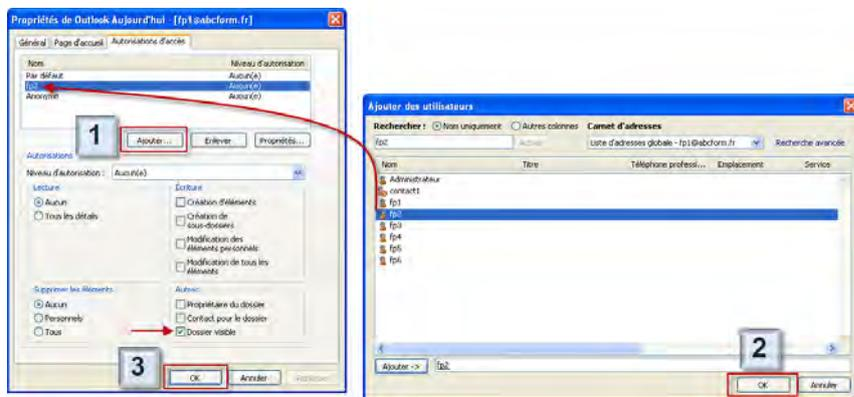 Propriétés de Outlook Aujourd'hui - [fp1@abcform.fr]
Général Page d'accueil Autorisations d'accès
Nom Niveau d'autorisation
Par défaut Aucun(e)
fp2 Aucun(e)
Anonyme Aucun(e)
1
Ajouter... Enlever Propriétés...
Autorisations
Niveau d'autorisation : Aucun(e)
Lecture Écriture
Aucun Création d'éléments
Tous les détails Création de
sous-dossiers
Modification des
éléments personnels
Modification de tous les
éléments
Supprimer les éléments Autres
Aucun Propriétaire du dossier
Personnels Contact pour le dossier
Tous Dossier visible
3
OK Annuler Appliquer
Ajouter des utilisateurs
Rechercher : Nom uniquement Autres colonnes Carnet d'adresses
fp2 Liste d'adresses globale - fp1@abcform.fr Recherche avancée
Nom Titre Téléphone professi... Emplacement Service
Administrateur
contact1
fp1
fp2
fp3
fp4
fp5
fp6
2
Ajouter -> fp2
OK Annuler